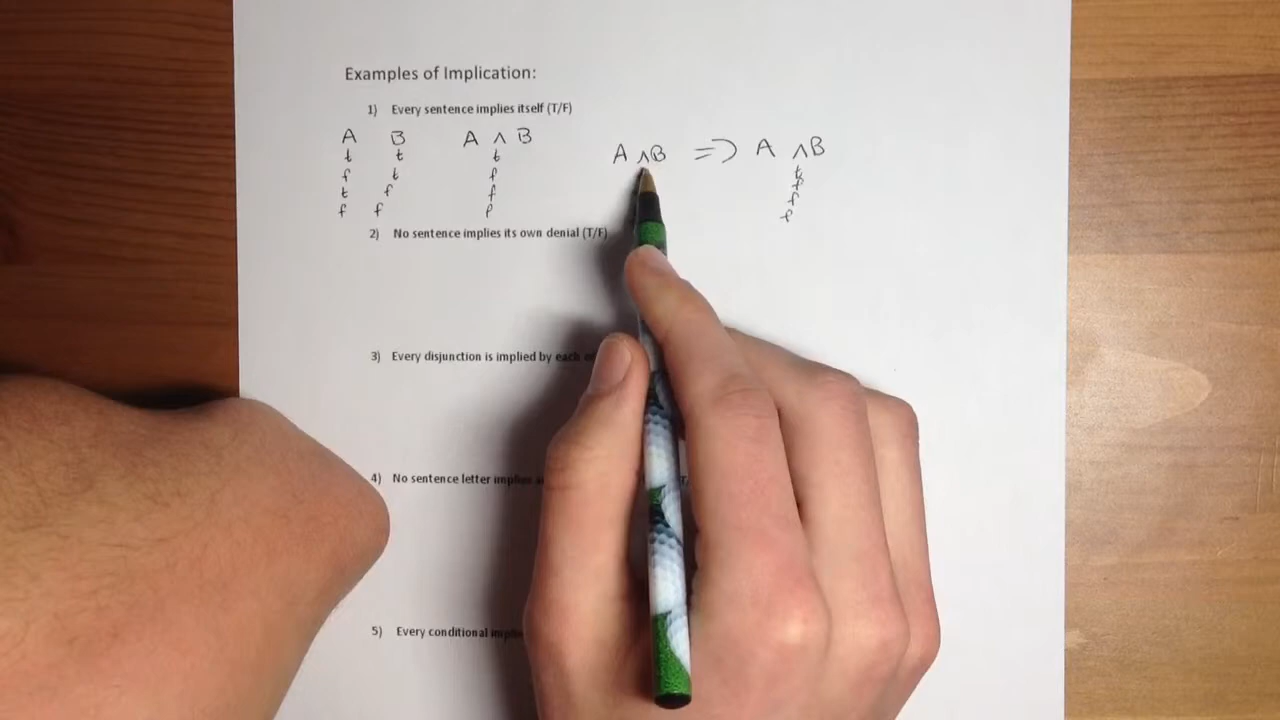 Examples of Implication:
1) Every sentence implies itself (T/F)
A B A ∧ B A ∧ B => A ∧ B
t t t t
f t f f
t f f f
f f f f
2) No sentence implies its own denial (T/F)
3) Every disjunction is implied by each
4) No sentence letter implies
5) Every conditional